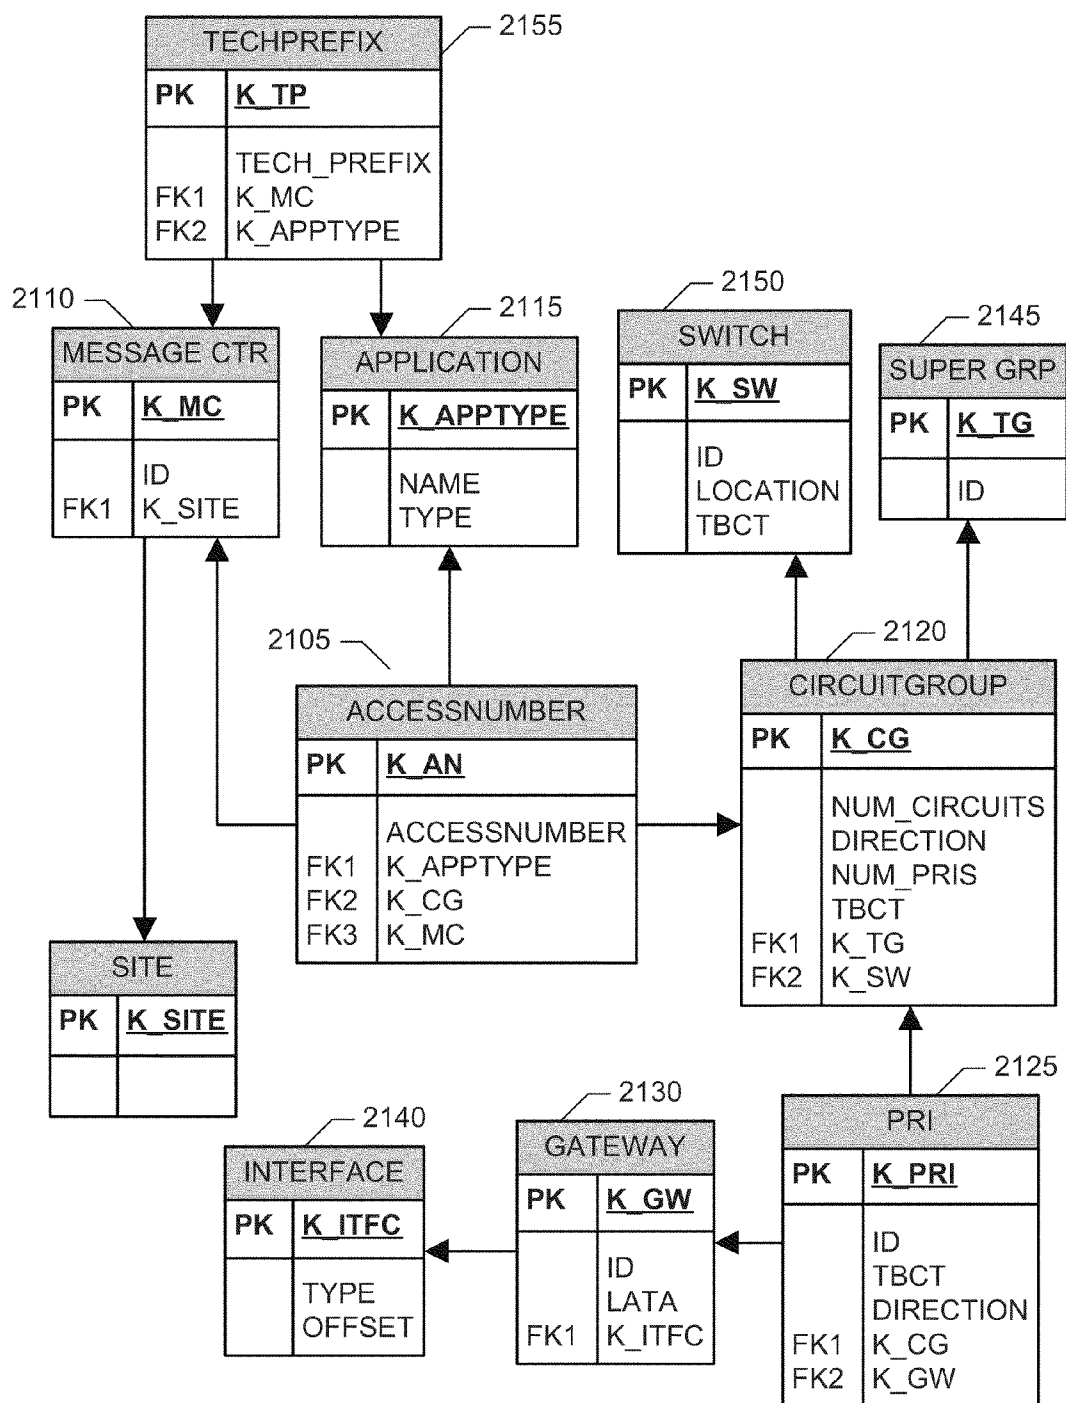 2155
TECHPREFIX
PK K_TP
TECH_PREFIX
FK1 K_MC
FK2 K_APPTYPE
2110
MESSAGE CTR
PK K_MC
ID
FK1 K_SITE
2115
APPLICATION
PK K_APPTYPE
NAME
TYPE
2150
SWITCH
PK K_SW
ID
LOCATION
TBCT
2145
SUPER GRP
PK K_TG
ID
2105
ACCESSNUMBER
PK K_AN
ACCESSNUMBER
FK1 K_APPTYPE
FK2 K_CG
FK3 K_MC
2120
CIRCUITGROUP
PK K_CG
NUM_CIRCUITS
DIRECTION
NUM_PRIS
TBCT
FK1 K_TG
FK2 K_SW
SITE
PK K_SITE
2140
INTERFACE
PK K_ITFC
TYPE
OFFSET
2130
GATEWAY
PK K_GW
ID
LATA
FK1 K_ITFC
2125
PRI
PK K_PRI
ID
TBCT
DIRECTION
FK1 K_CG
FK2 K_GW